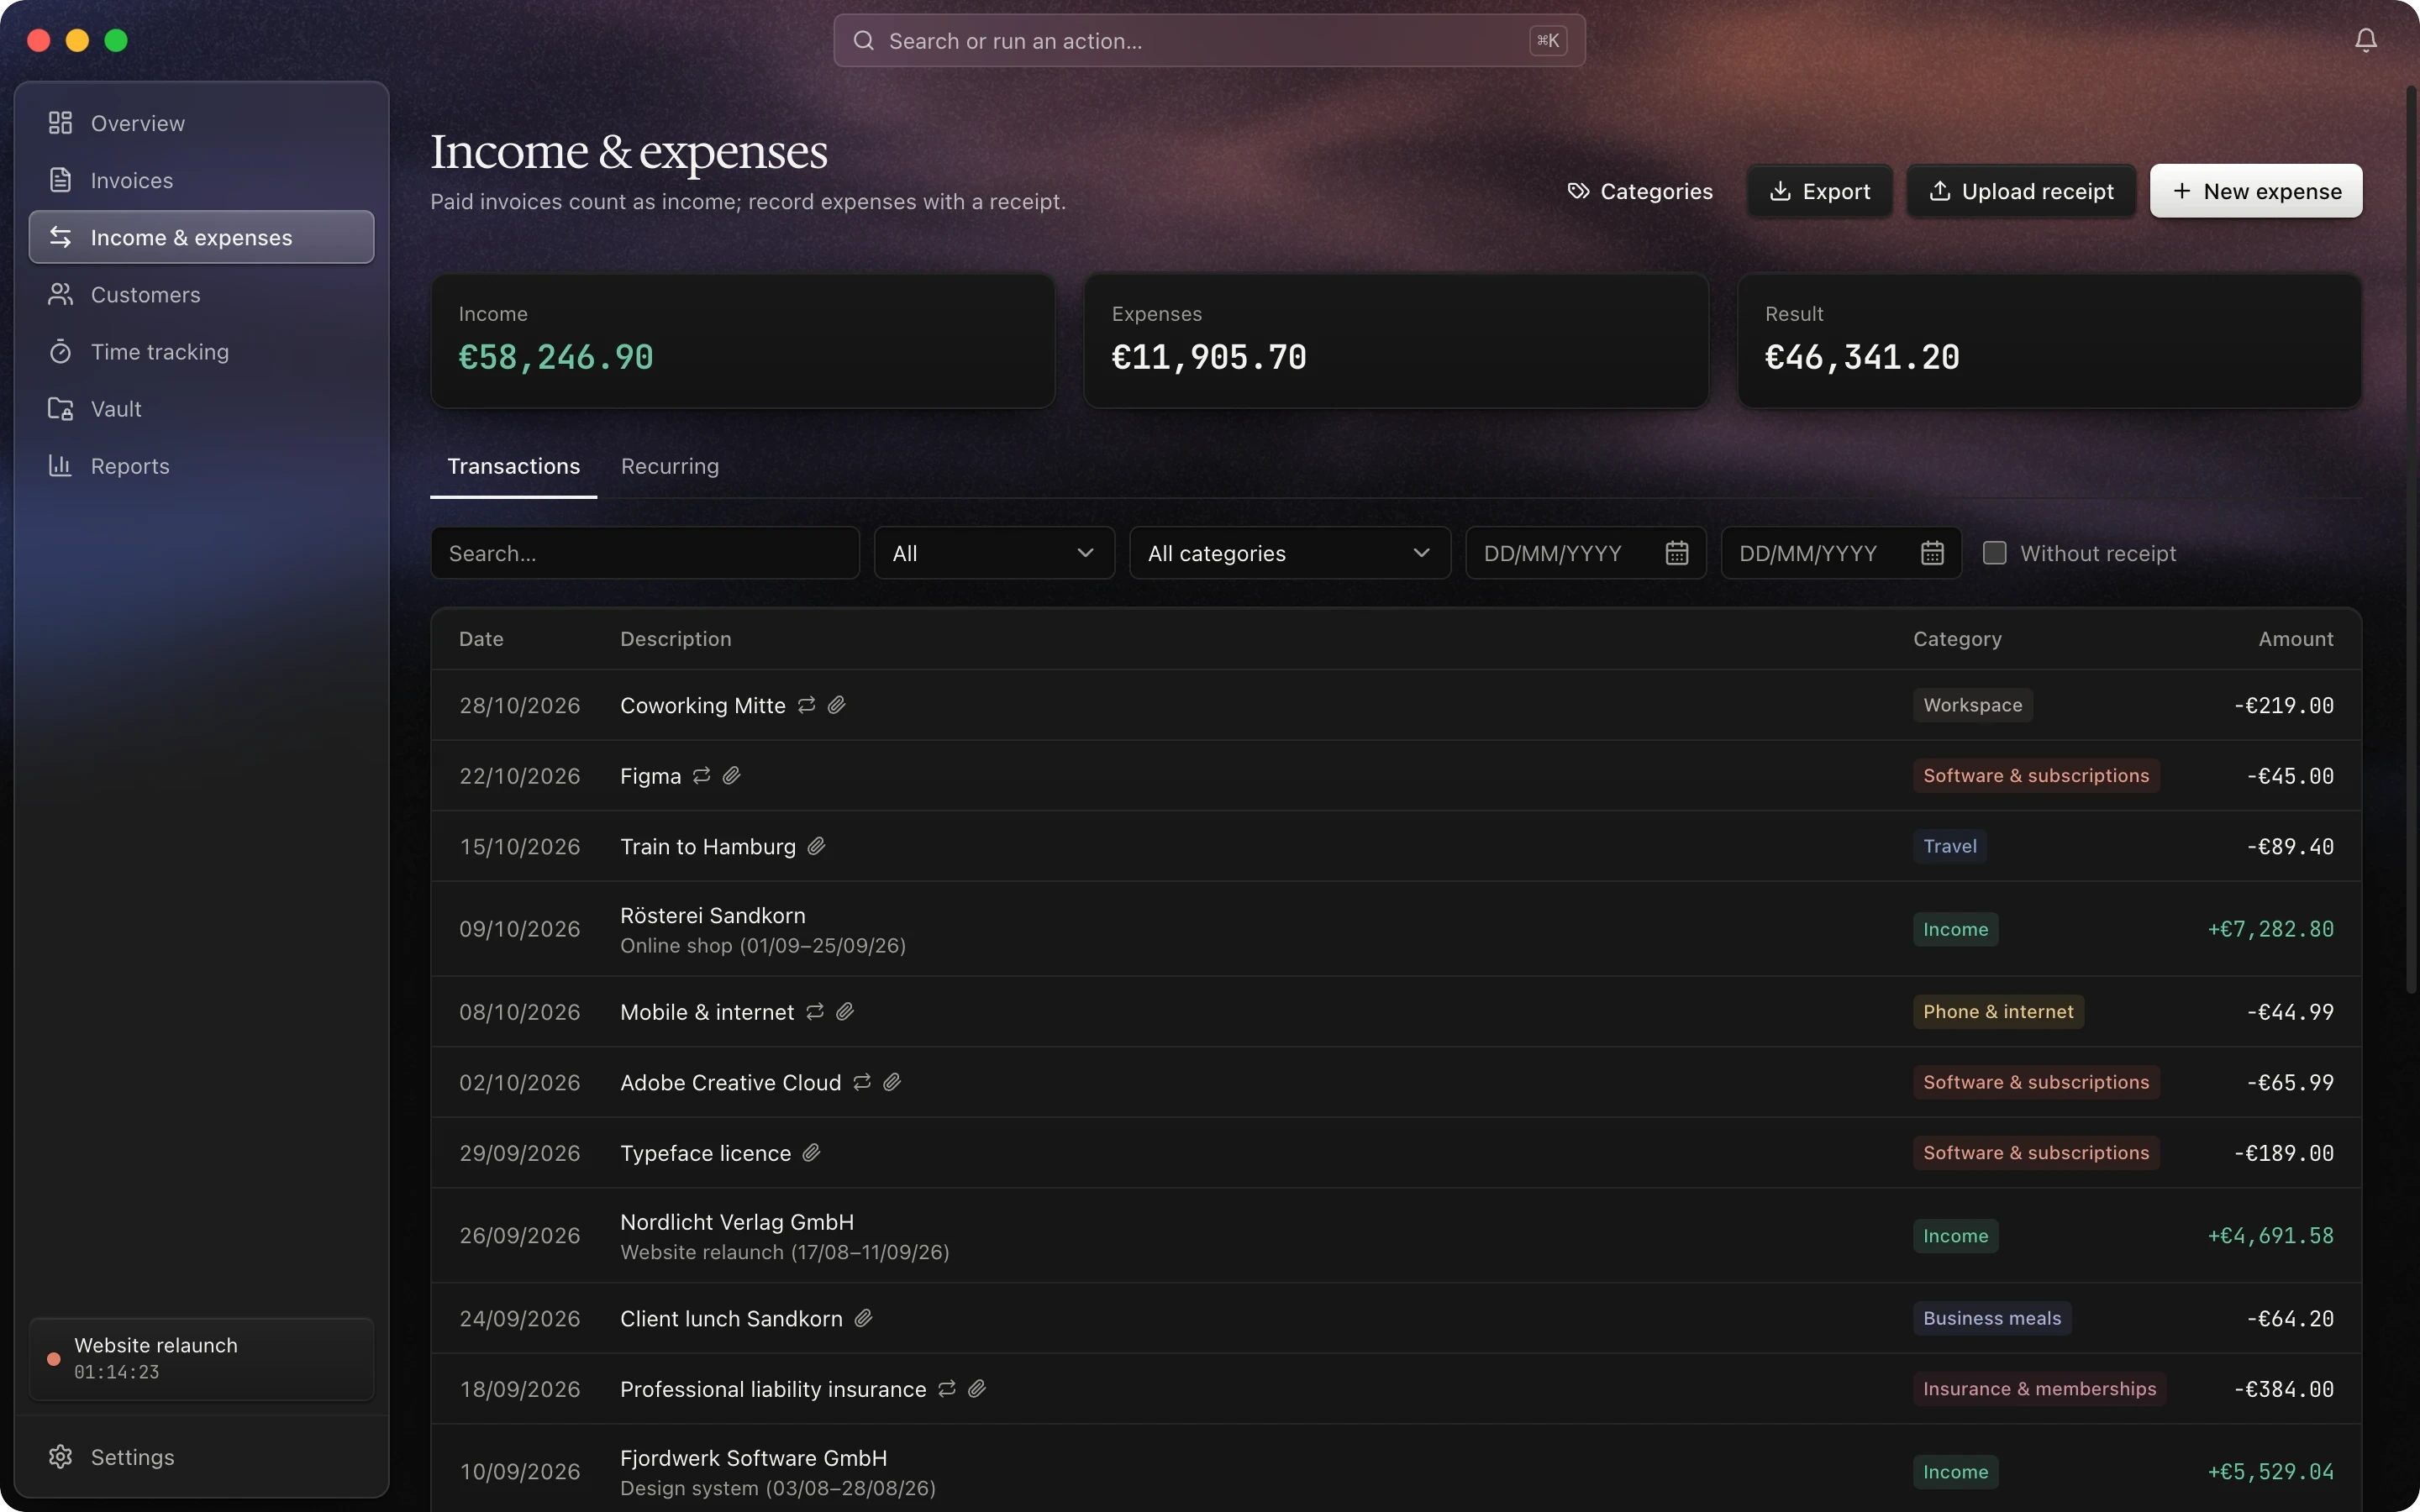 Search or run an action...
⌘K
Overview
Invoices
Income & expenses
Customers
Time tracking
Vault
Reports
Website relaunch
01:14:23
Settings
Income & expenses
Paid invoices count as income; record expenses with a receipt.
Categories
Export
Upload receipt
New expense
Income
€58,246.90
Expenses
€11,905.70
Result
€46,341.20
Transactions Recurring
Search...
All
All categories
DD/MM/YYYY
DD/MM/YYYY
Without receipt
Date Description Category Amount
28/10/2026 Coworking Mitte Workspace -€219.00
22/10/2026 Figma Software & subscriptions -€45.00
15/10/2026 Train to Hamburg Travel -€89.40
09/10/2026 Rösterei Sandkorn Income +€7,282.80
Online shop (01/09–25/09/26)
08/10/2026 Mobile & internet Phone & internet -€44.99
02/10/2026 Adobe Creative Cloud Software & subscriptions -€65.99
29/09/2026 Typeface licence Software & subscriptions -€189.00
26/09/2026 Nordlicht Verlag GmbH Income +€4,691.58
Website relaunch (17/08–11/09/26)
24/09/2026 Client lunch Sandkorn Business meals -€64.20
18/09/2026 Professional liability insurance Insurance & memberships -€384.00
10/09/2026 Fjordwerk Software GmbH Income +€5,529.04
Design system (03/08–28/08/26)